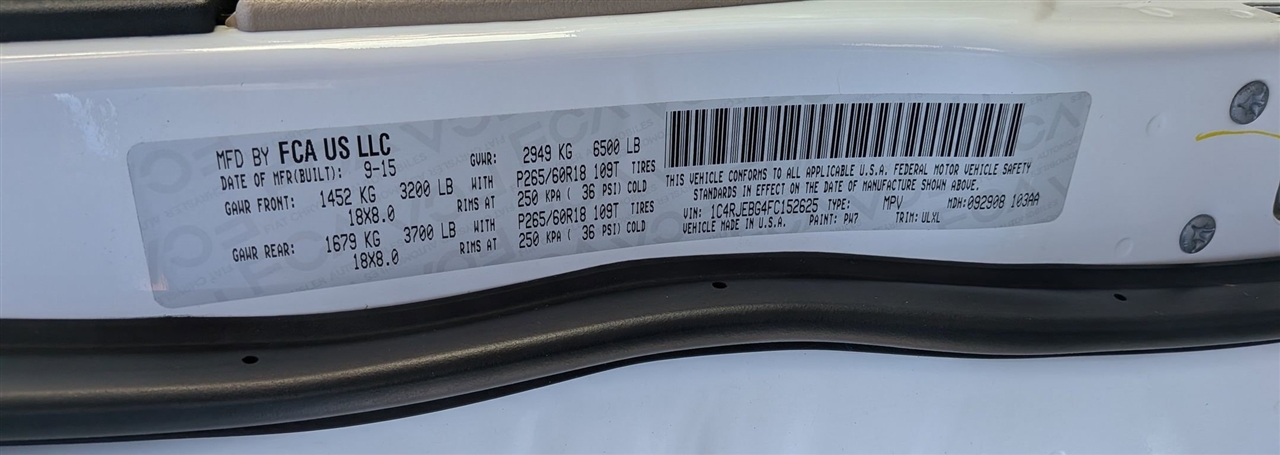 MFD BY FCA US LLC
DATE OF MFR(BUILT): 9-15
GVWR: 2949 KG 6500 LB
GAWR FRONT: 1452 KG 3200 LB WITH P265/60R18 109T TIRES
18X8.0 RIMS AT 250 KPA ( 36 PSI) COLD
GAWR REAR: 1679 KG 3700 LB WITH P265/60R18 109T TIRES
18X8.0 RIMS AT 250 KPA ( 36 PSI) COLD
THIS VEHICLE CONFORMS TO ALL APPLICABLE U.S.A. FEDERAL MOTOR VEHICLE SAFETY
STANDARDS IN EFFECT ON THE DATE OF MANUFACTURE SHOWN ABOVE.
VIN: 1C4RJEBG4FC152625 TYPE: MPV MDH:092908 103AA
VEHICLE MADE IN U.S.A. PAINT: PW7 TRIM: ULXL